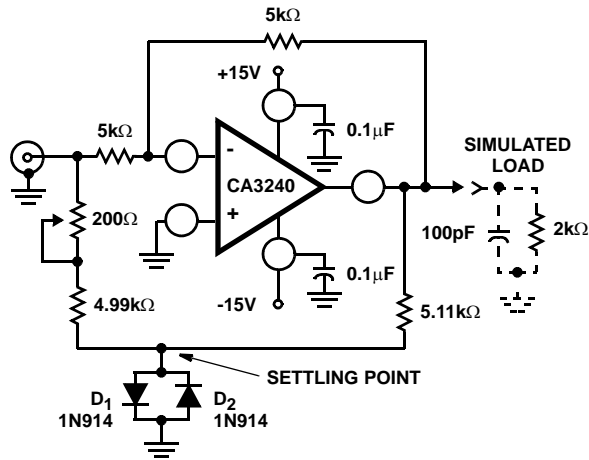 5kΩ
+15V
0.1µF
SIMULATED
LOAD
5kΩ
-
CA3240
+
200Ω
100pF
2kΩ
0.1µF
-15V
4.99kΩ
5.11kΩ
SETTLING POINT
D1
1N914
D2
1N914